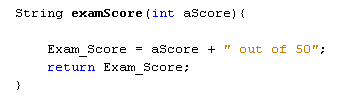 String examScore(int aScore){
Exam_Score = aScore + " out of 50";
return Exam_Score;
}